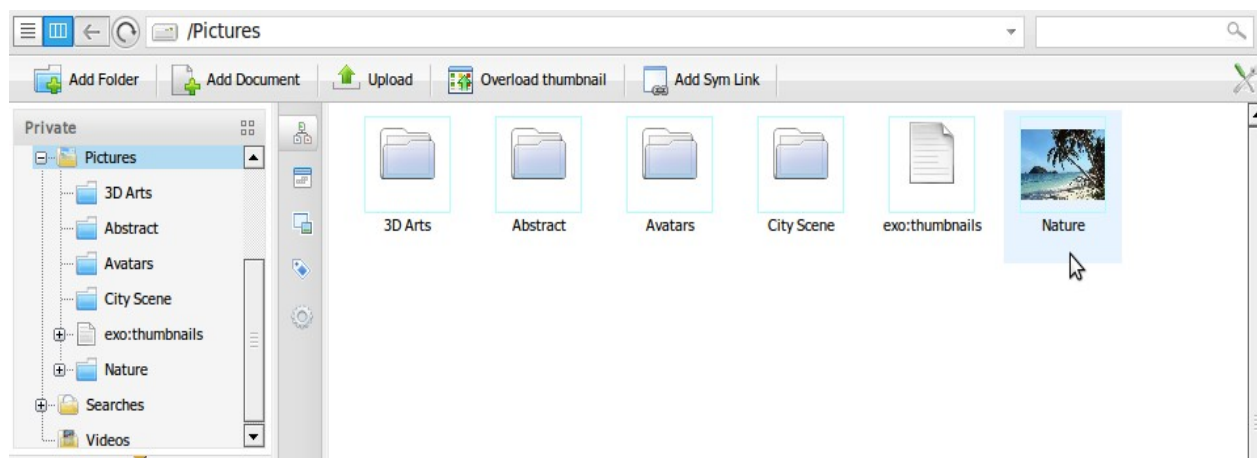 /Pictures
Add Folder Add Document Upload Overload thumbnail Add Sym Link
Private
Pictures
3D Arts
Abstract
Avatars
City Scene
exo:thumbnails
Nature
Searches
Videos
3D Arts Abstract Avatars City Scene exo:thumbnails Nature